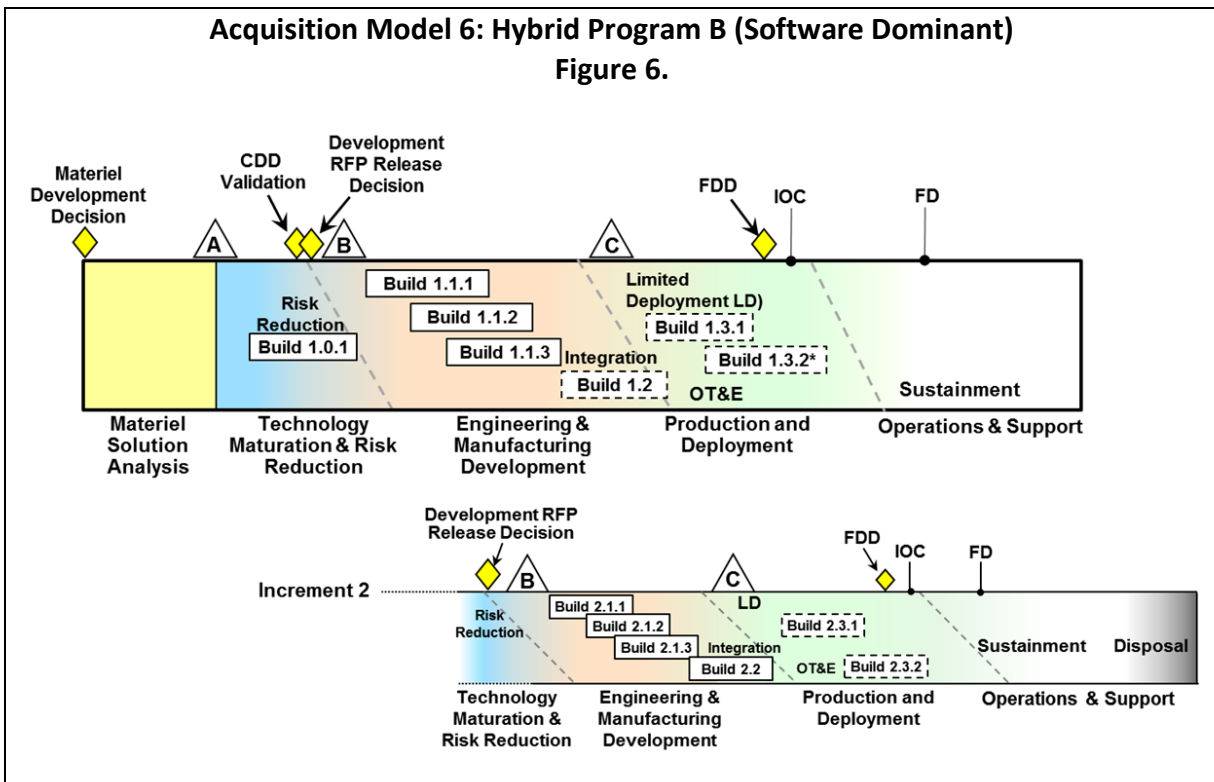 Acquisition Model 6: Hybrid Program B (Software Dominant)
Figure 6.
Materiel
Development
Decision
CDD
Validation
Development
RFP Release
Decision
FDD
IOC
FD
A
B
C
Risk
Reduction
Build 1.0.1
Build 1.1.1
Build 1.1.2
Build 1.1.3
Integration
Build 1.2
Limited
Deployment LD)
Build 1.3.1
Build 1.3.2*
OT&E
Sustainment
Materiel
Solution
Analysis
Technology
Maturation & Risk
Reduction
Engineering &
Manufacturing
Development
Production and
Deployment
Operations & Support
Development RFP
Release Decision
FDD
IOC
FD
Increment 2
B
C
Risk
Reduction
Build 2.1.1
Build 2.1.2
Build 2.1.3
Integration
Build 2.2
LD
Build 2.3.1
OT&E
Build 2.3.2
Sustainment
Disposal
Technology
Maturation &
Risk Reduction
Engineering &
Manufacturing
Development
Production and
Deployment
Operations & Support